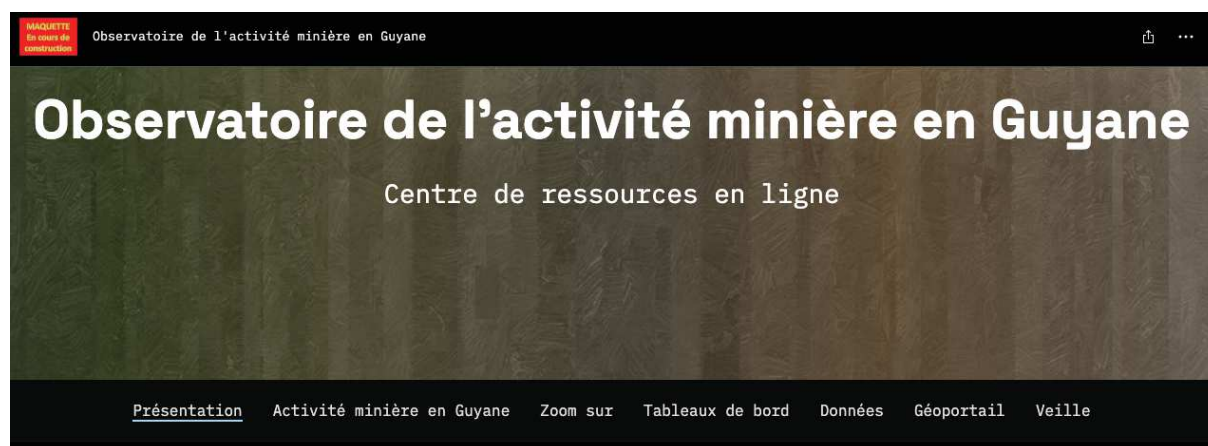 MAQUETTE
En cours de
construction
Observatoire de l'activité minière en Guyane
Observatoire de l’activité minière en Guyane
Centre de ressources en ligne
Présentation Activité minière en Guyane Zoom sur Tableaux de bord Données Géoportail Veille